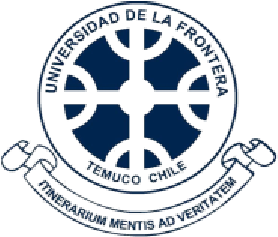 UNIVERSIDAD DE LA FRONTERA
TEMUCO CHILE
ITINERARIUM MENTIS AD VERITATEM